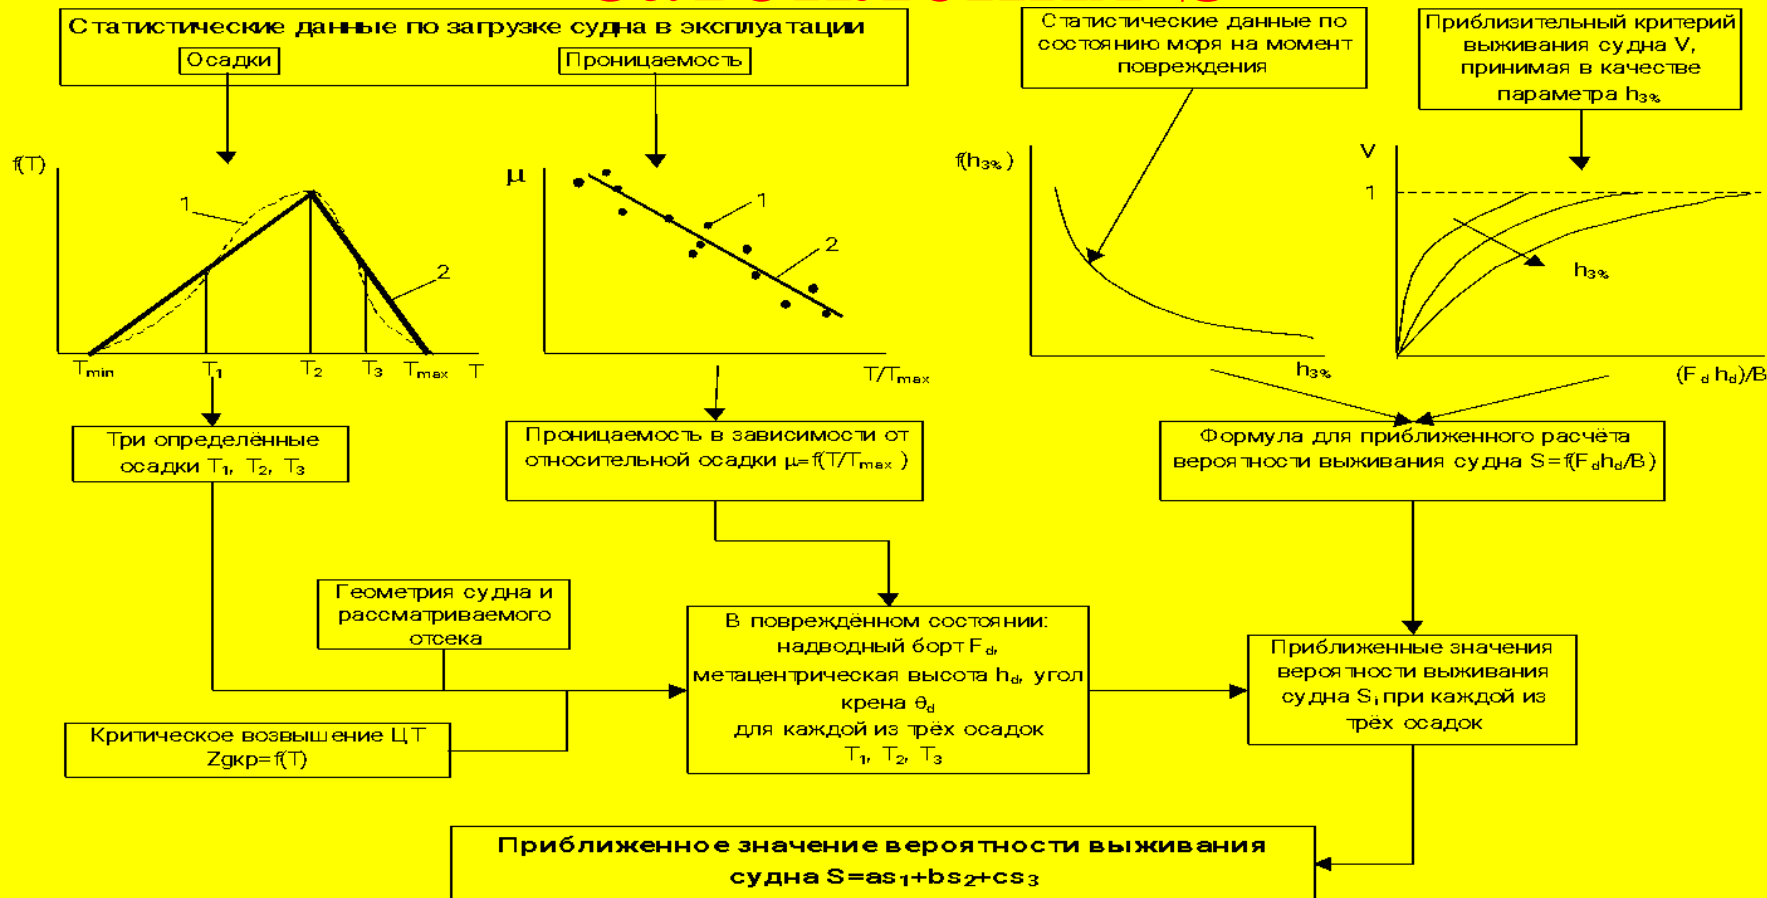 Статистические данные по загрузке судна в эксплуатации
Осадки
Проницаемость
Статистические данные по
состоянию моря на момент
повреждения
Приблизительный критерий
выживания судна V,
принимая в качестве
параметра h3%
f(T)
1
2
Tmin
T1
T2
T3
Tmax
T
μ
1
2
T/Tmax
f(h3%)
h3%
V
1
h3%
(Fd hd)/B
Три определённые
осадки T1, T2, T3
Проницаемость в зависимости от
относительной осадки μ=f(T/Tmax )
Формула для приближенного расчёта
вероятности выживания судна S=f(Fdhd/B)
Геометрия судна и
рассматриваемого
отсека
Критическое возвышение ЦТ
Zgкр=f(T)
В повреждённом состоянии:
надводный борт Fd,
метацентрическая высота hd, угол
крена θd
для каждой из трёх осадок
T1, T2, T3
Приближенные значения
вероятности выживания
судна Si при каждой из
трёх осадок
Приближенное значение вероятности выживания
судна S=as1+bs2+cs3